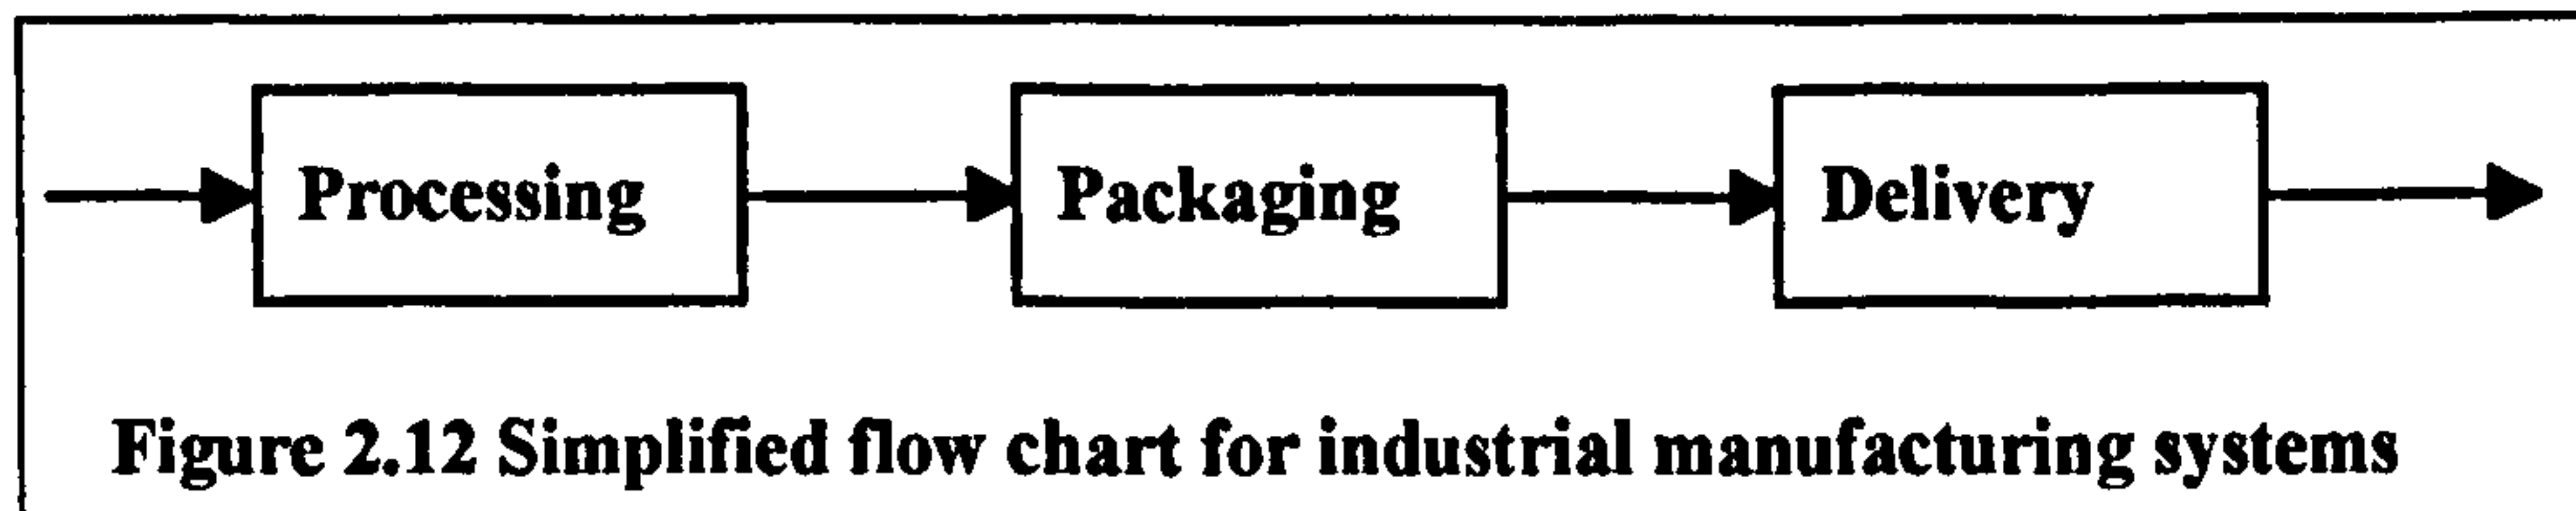 Processing
Packaging
Delivery
Figure 2.12 Simplified flow chart for industrial manufacturing systems